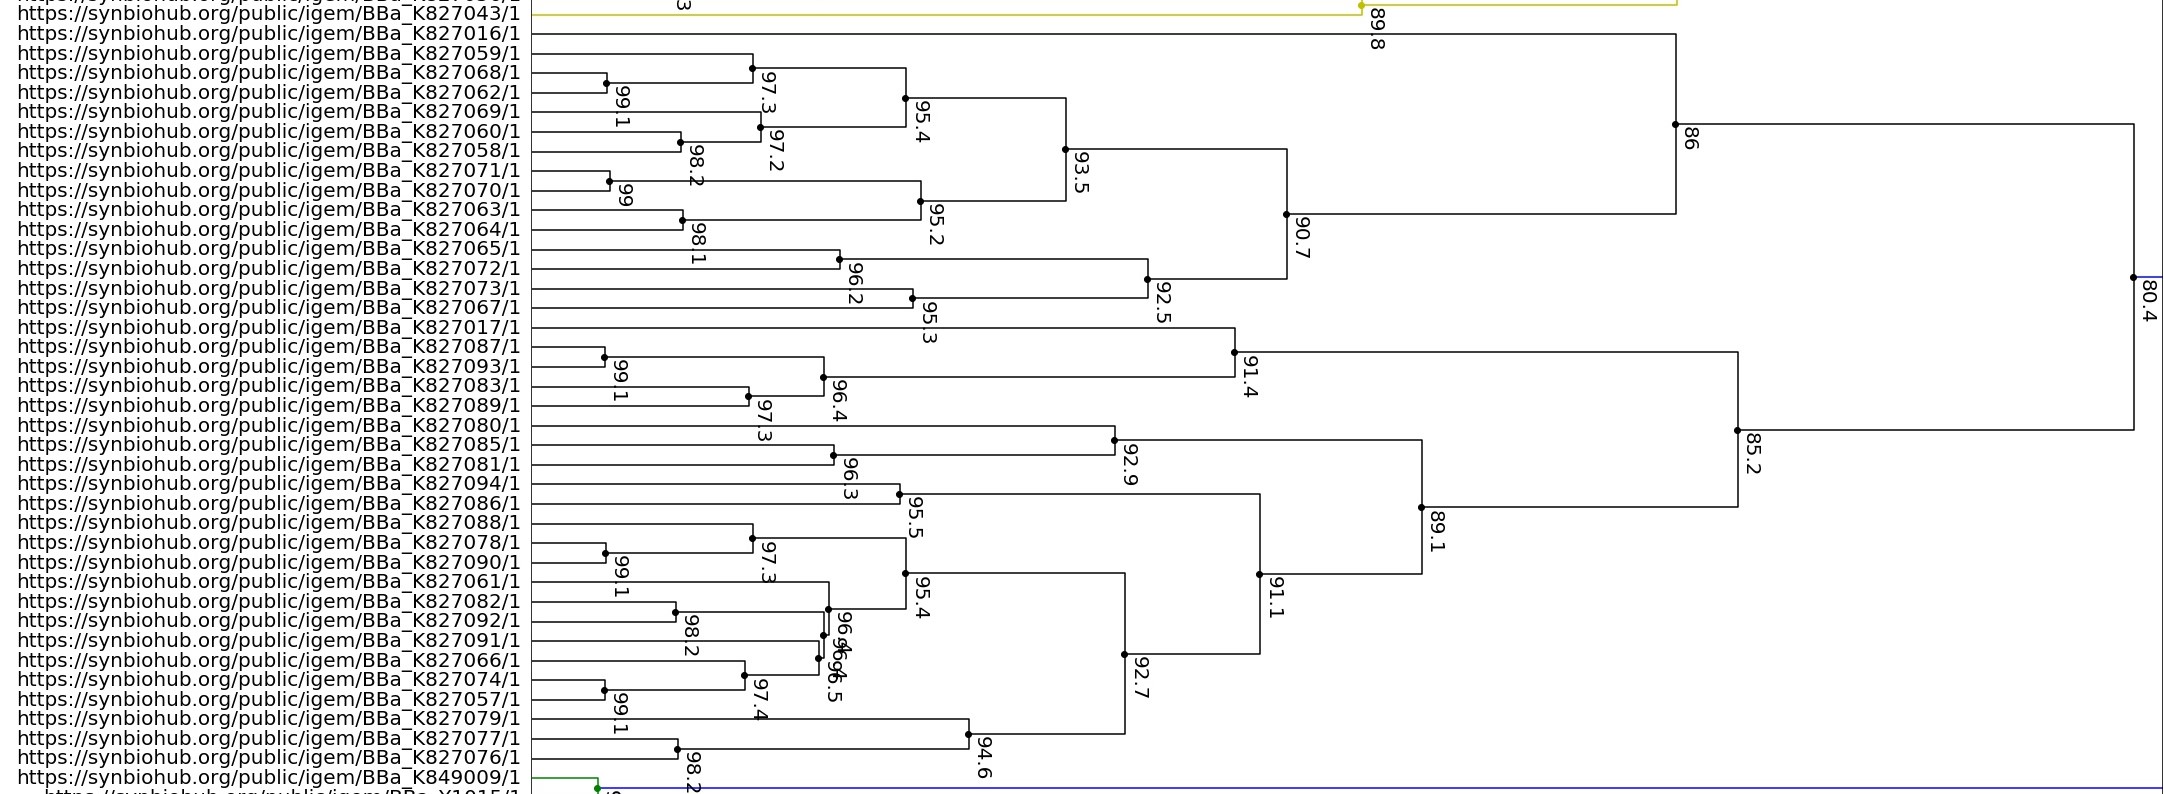 https://synbiohub.org/public/igem/BBa_K827043/1
https://synbiohub.org/public/igem/BBa_K827016/1
https://synbiohub.org/public/igem/BBa_K827059/1
https://synbiohub.org/public/igem/BBa_K827068/1
https://synbiohub.org/public/igem/BBa_K827062/1
https://synbiohub.org/public/igem/BBa_K827069/1
https://synbiohub.org/public/igem/BBa_K827060/1
https://synbiohub.org/public/igem/BBa_K827058/1
https://synbiohub.org/public/igem/BBa_K827071/1
https://synbiohub.org/public/igem/BBa_K827070/1
https://synbiohub.org/public/igem/BBa_K827063/1
https://synbiohub.org/public/igem/BBa_K827064/1
https://synbiohub.org/public/igem/BBa_K827065/1
https://synbiohub.org/public/igem/BBa_K827072/1
https://synbiohub.org/public/igem/BBa_K827073/1
https://synbiohub.org/public/igem/BBa_K827067/1
https://synbiohub.org/public/igem/BBa_K827017/1
https://synbiohub.org/public/igem/BBa_K827087/1
https://synbiohub.org/public/igem/BBa_K827093/1
https://synbiohub.org/public/igem/BBa_K827083/1
https://synbiohub.org/public/igem/BBa_K827089/1
https://synbiohub.org/public/igem/BBa_K827080/1
https://synbiohub.org/public/igem/BBa_K827085/1
https://synbiohub.org/public/igem/BBa_K827081/1
https://synbiohub.org/public/igem/BBa_K827094/1
https://synbiohub.org/public/igem/BBa_K827086/1
https://synbiohub.org/public/igem/BBa_K827088/1
https://synbiohub.org/public/igem/BBa_K827078/1
https://synbiohub.org/public/igem/BBa_K827090/1
https://synbiohub.org/public/igem/BBa_K827061/1
https://synbiohub.org/public/igem/BBa_K827082/1
https://synbiohub.org/public/igem/BBa_K827092/1
https://synbiohub.org/public/igem/BBa_K827091/1
https://synbiohub.org/public/igem/BBa_K827066/1
https://synbiohub.org/public/igem/BBa_K827074/1
https://synbiohub.org/public/igem/BBa_K827057/1
https://synbiohub.org/public/igem/BBa_K827079/1
https://synbiohub.org/public/igem/BBa_K827077/1
https://synbiohub.org/public/igem/BBa_K827076/1
https://synbiohub.org/public/igem/BBa_K849009/1
3
89.8
97.3
99.1
95.4
97.2
98.2
86
93.5
99
95.2
98.1
90.7
96.2
92.5
95.3
80.4
91.4
99.1
96.4
97.3
85.2
92.9
96.3
95.5
89.1
97.3
99.1
95.4
91.1
96.4
98.2
96.4
96.5
92.7
97.4
99.1
94.6
98.2